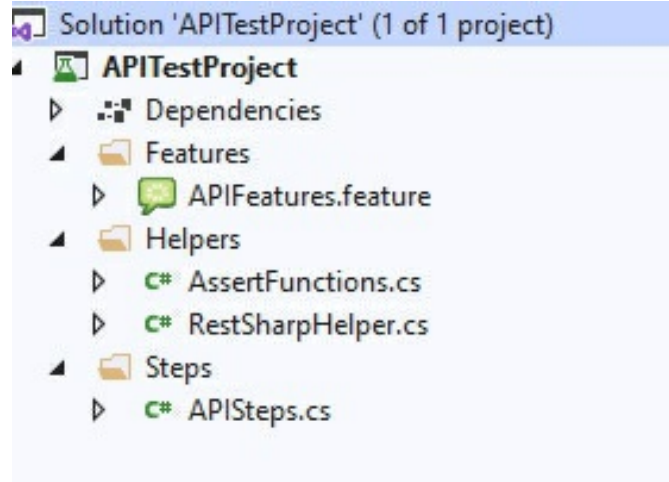 Solution 'APITestProject' (1 of 1 project)
APITestProject
Dependencies
Features
APIFeatures.feature
Helpers
C# AssertFunctions.cs
C# RestSharpHelper.cs
Steps
C# APISteps.cs